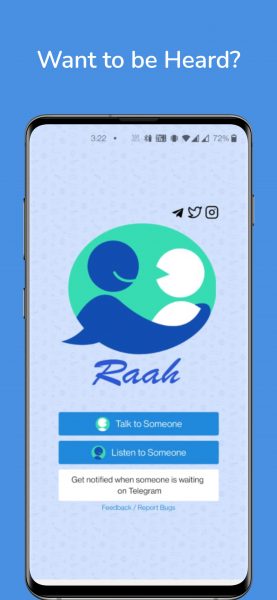 Want to be Heard?
3.22
72%
Raah
Talk to Someone
Listen to Someone
Get notified when someone is waiting
on Telegram
Feedback / Report Bugs